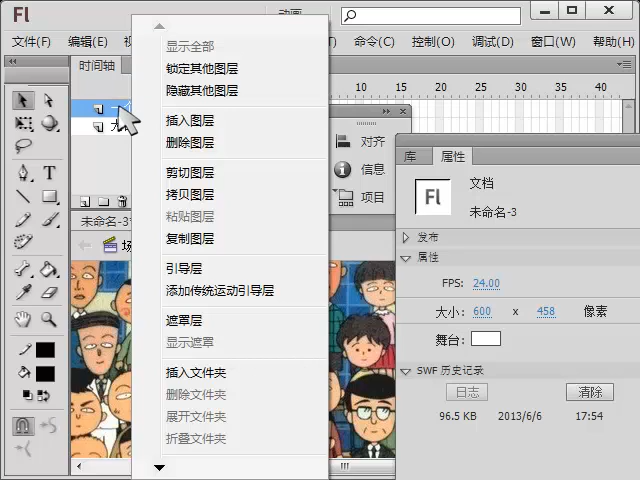 Fl
动画
文件(F) 编辑(E) 命令(C) 控制(O) 调试(D) 窗口(W) 帮助(H)
时间轴
10 15 20 25 30 35 40
显示全部
锁定其他图层
隐藏其他图层
插入图层
删除图层
剪切图层
拷贝图层
粘贴图层
复制图层
引导层
添加传统运动引导层
遮罩层
显示遮罩
插入文件夹
删除文件夹
展开文件夹
折叠文件夹
未命名-3*
场
对齐
信息
项目
库 属性
Fl
文档
未命名-3
发布
属性
FPS: 24.00
大小: 600 x 458 像素
舞台:
SWF 历史记录
日志 清除
96.5 KB 2013/6/6 17:54